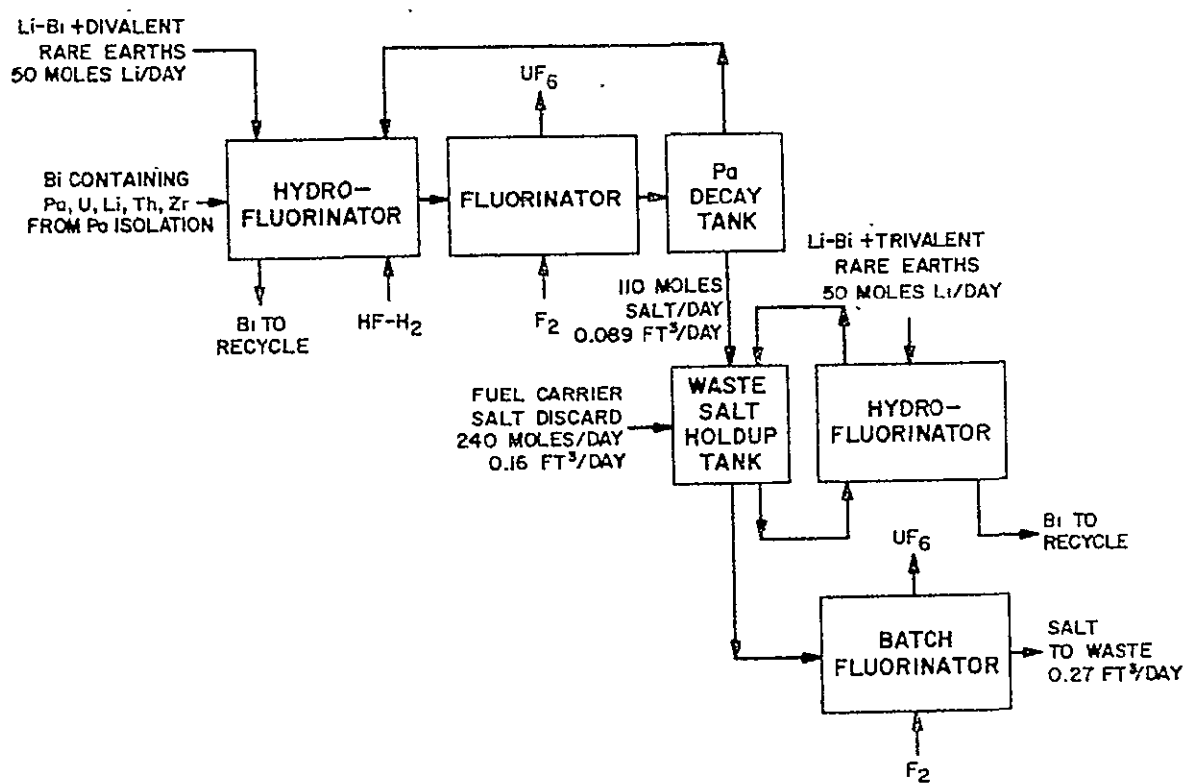 Li-Bi + DIVALENT
RARE EARTHS
50 MOLES Li/DAY
UF6
Bi CONTAINING
Pa, U, Li, Th, Zr
FROM Pa ISOLATION
HYDRO-
FLUORINATOR
FLUORINATOR
Pa
DECAY
TANK
Bi TO
RECYCLE
HF-H2
F2
110 MOLES
SALT/DAY
0.089 FT3/DAY
Li-Bi + TRIVALENT
RARE EARTHS
50 MOLES Li/DAY
FUEL CARRIER
SALT DISCARD
240 MOLES/DAY
0.16 FT3/DAY
WASTE
SALT
HOLDUP
TANK
HYDRO-
FLUORINATOR
Bi TO
RECYCLE
UF6
BATCH
FLUORINATOR
SALT
TO WASTE
0.27 FT3/DAY
F2